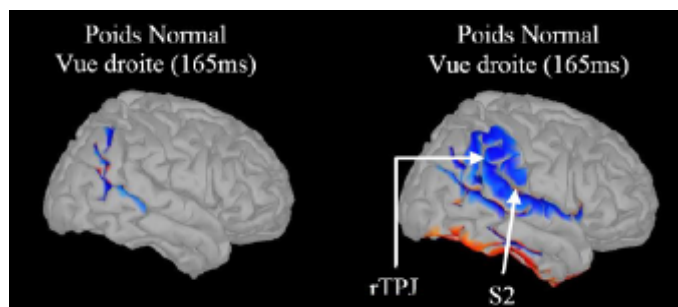 Poids Normal
Vue droite (165ms)
Poids Normal
Vue droite (165ms)
rTPJ
S2